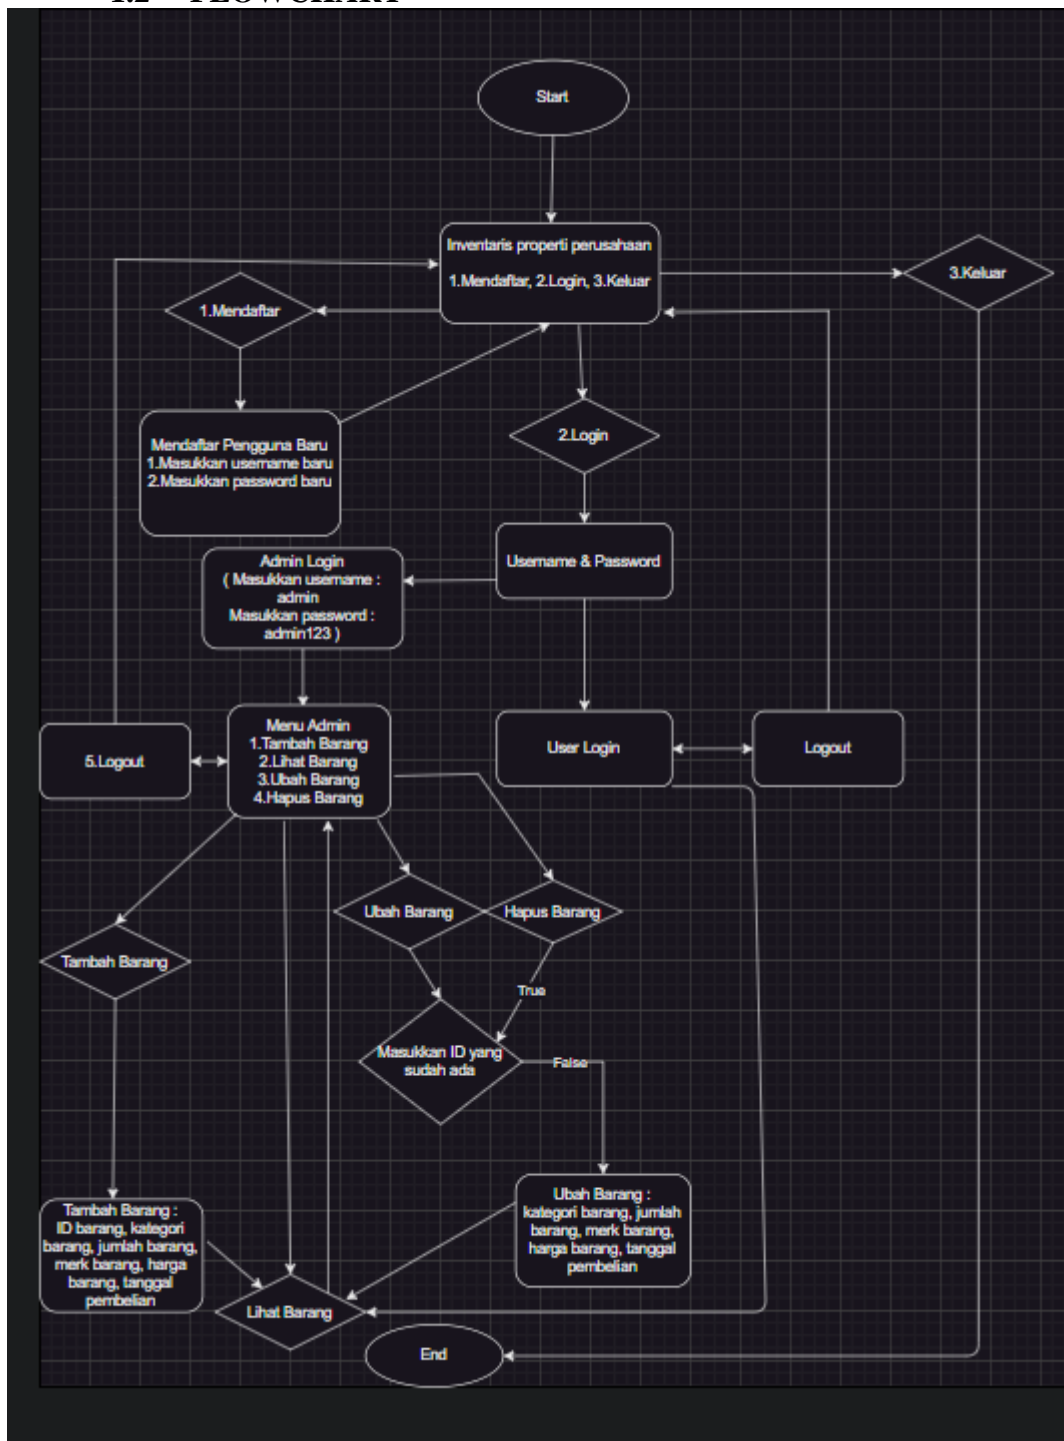 1.2 FLOWCHART
Start
Inventaris properti perusahaan
1.Mendaftar, 2.Login, 3.Keluar
3.Keluar
1.Mendaftar
2.Login
Mendaftar Pengguna Baru
1.Masukkan username baru
2.Masukkan password baru
Username & Password
Admin Login
( Masukkan username :
admin
Masukkan password :
admin123 )
5.Logout
Menu Admin
1.Tambah Barang
2.Lihat Barang
3.Ubah Barang
4.Hapus Barang
User Login
Logout
Ubah Barang
Hapus Barang
Tambah Barang
True
Masukkan ID yang
sudah ada
False
Tambah Barang :
ID barang, kategori
barang, jumlah barang,
merk barang, harga
barang, tanggal
pembelian
Ubah Barang :
kategori barang, jumlah
barang, merk barang,
harga barang, tanggal
pembelian
Lihat Barang
End